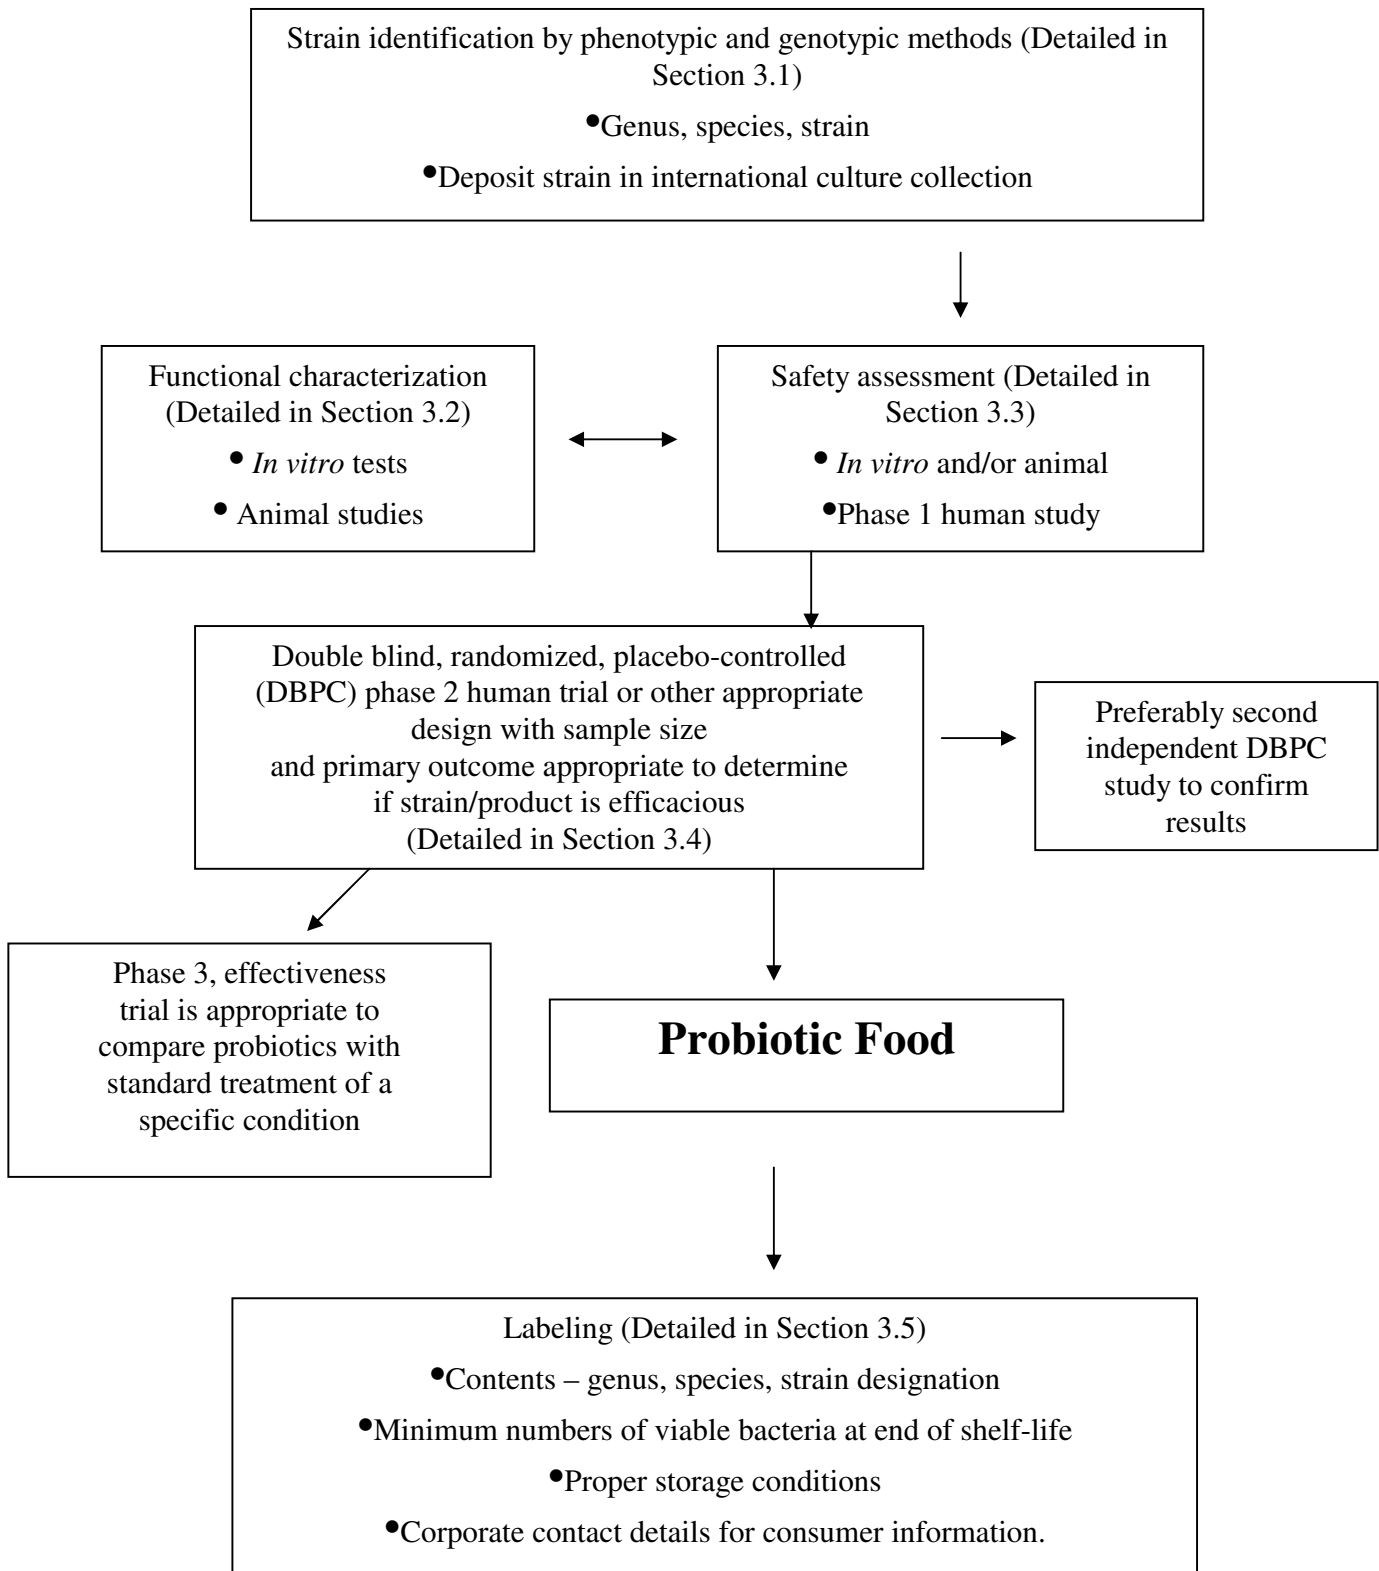 Strain identification by phenotypic and genotypic methods (Detailed in
Section 3.1)
•Genus, species, strain
•Deposit strain in international culture collection
Functional characterization
(Detailed in Section 3.2)
• In vitro tests
• Animal studies
Safety assessment (Detailed in
Section 3.3)
• In vitro and/or animal
•Phase 1 human study
Double blind, randomized, placebo-controlled
(DBPC) phase 2 human trial or other appropriate
design with sample size
and primary outcome appropriate to determine
if strain/product is efficacious
(Detailed in Section 3.4)
Preferably second
independent DBPC
study to confirm
results
Phase 3, effectiveness
trial is appropriate to
compare probiotics with
standard treatment of a
specific condition
Probiotic Food
Labeling (Detailed in Section 3.5)
•Contents – genus, species, strain designation
•Minimum numbers of viable bacteria at end of shelf-life
•Proper storage conditions
•Corporate contact details for consumer information.